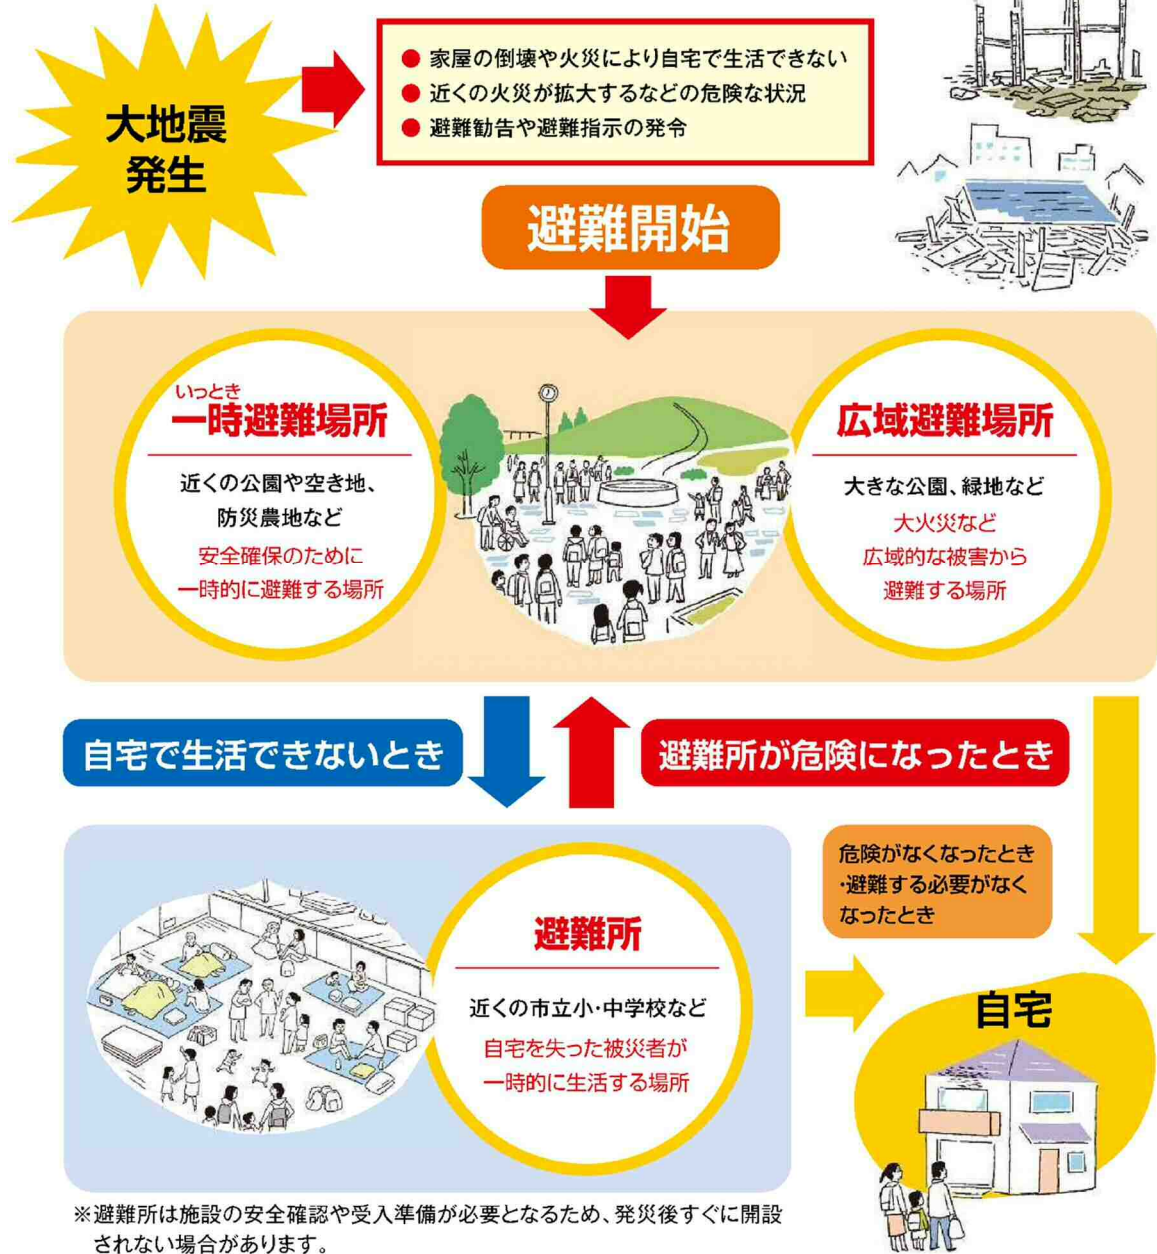 大地震
発生
● 家屋の倒壊や火災により自宅で生活できない
● 近くの火災が拡大するなどの危険な状況
● 避難勧告や避難指示の発令
避難開始
いっとき
一時避難場所
近くの公園や空き地、
防災農地など
安全確保のために
一時的に避難する場所
広域避難場所
大きな公園、緑地など
大火災など
広域的な被害から
避難する場所
自宅で生活できないとき
避難所が危険になったとき
避難所
近くの市立小・中学校など
自宅を失った被災者が
一時的に生活する場所
危険がなくなったとき
・避難する必要がなく
なったとき
自宅
※避難所は施設の安全確認や受入準備が必要となるため、発災後すぐに開設
されない場合があります。